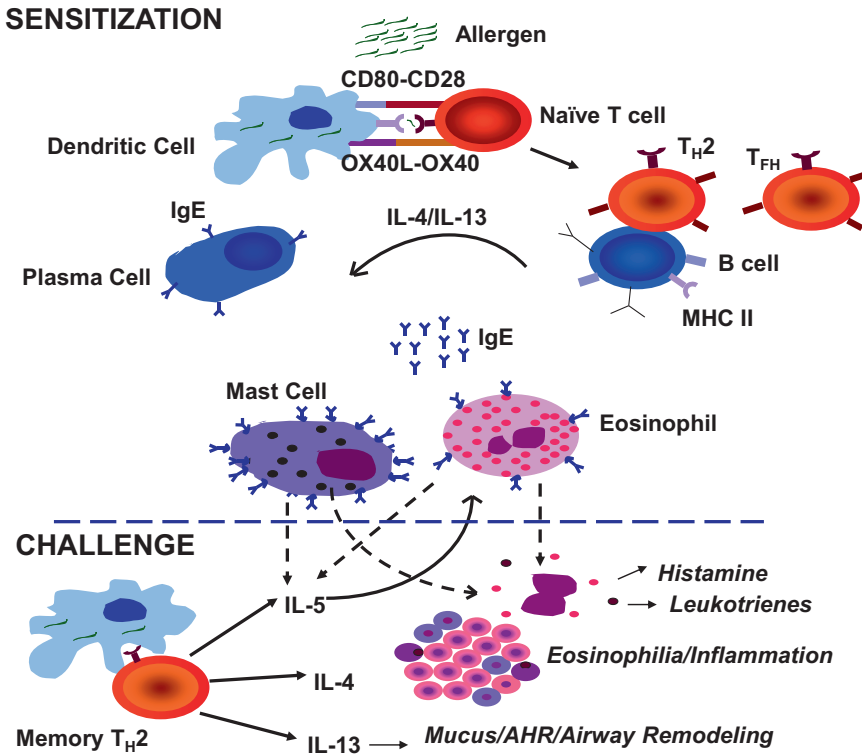 SENSITIZATION
Allergen
CD80-CD28
Naïve T cell
Dendritic Cell
OX40L-OX40
TH2
TFH
IgE
IL-4/IL-13
Plasma Cell
B cell
MHC II
IgE
Mast Cell
Eosinophil
CHALLENGE
Histamine
IL-5
Leukotrienes
Eosinophilia/Inflammation
IL-4
Memory TH2
IL-13
Mucus/AHR/Airway Remodeling